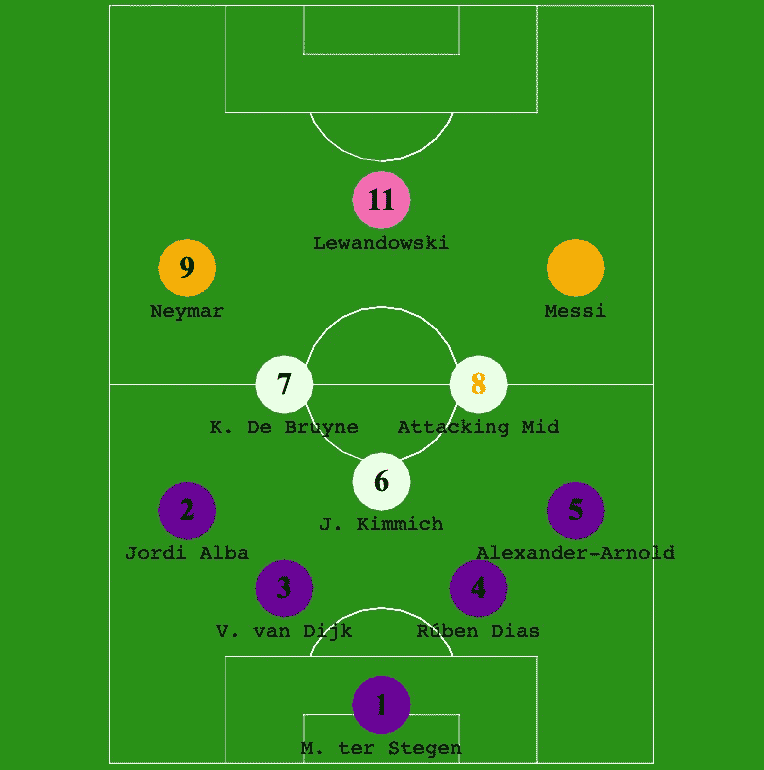 11
Lewandowski
9
Neymar
Messi
7
K. De Bruyne
8
Attacking Mid
6
J. Kimmich
2
Jordi Alba
5
Alexander-Arnold
3
V. van Dijk
4
Rúben Dias
1
M. ter Stegen